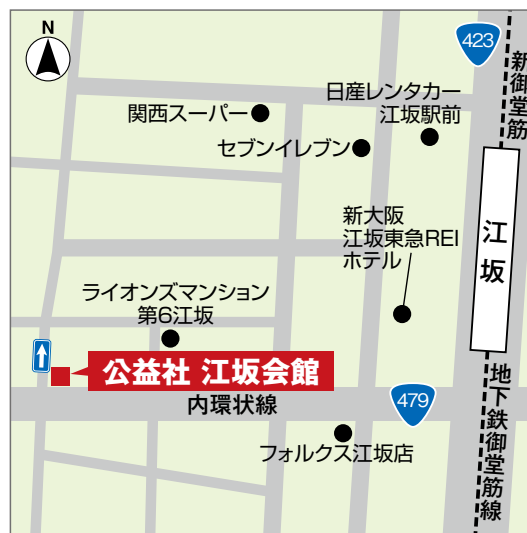 N
423
新御堂筋
日産レンタカー
江坂駅前
関西スーパー
セブンイレブン
新大阪
江坂東急REI
ホテル
江坂
ライオンズマンション
第6江坂
公益社 江坂会館
内環状線
479
地下鉄御堂筋線
フォルクス江坂店